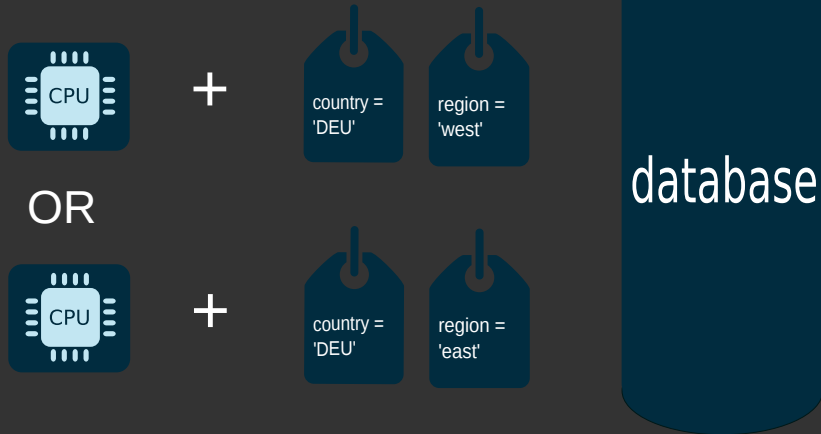 CPU
+
country =
'DEU'
region =
'west'
database
OR
CPU
+
country =
'DEU'
region =
'east'